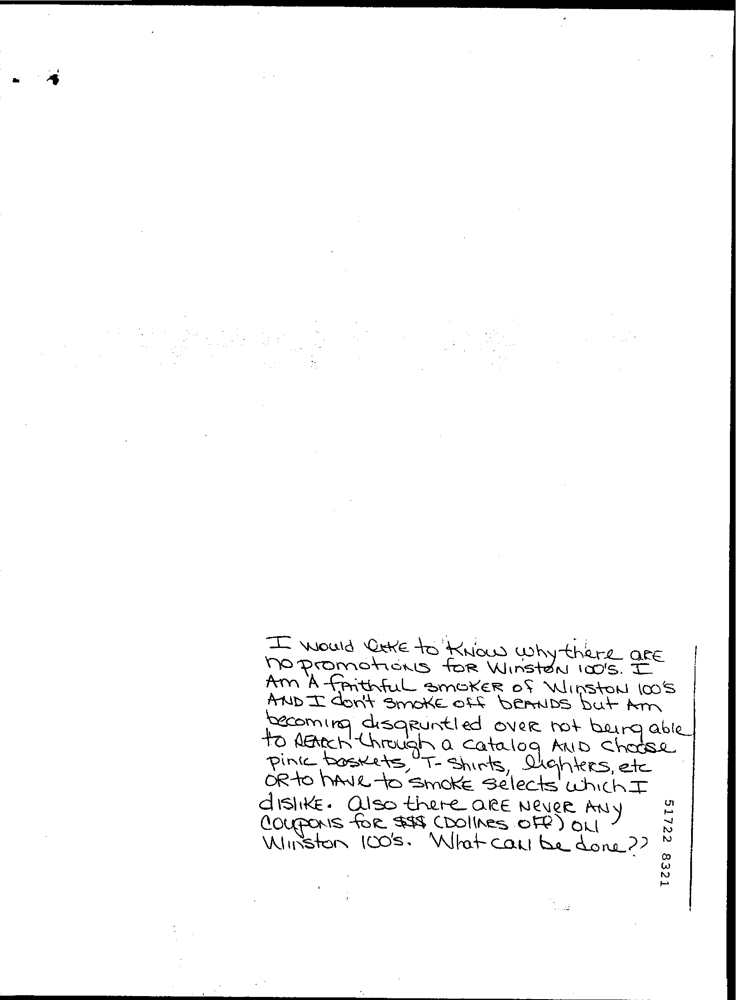 I would like to know why there are
no promotions for Winston 100's. I
Am A faithful smoker of Winston 100's
AND I don't smoke off brands but Am
becoming disgruntled over not being able
to reach through a catalog AND choose
pinic baskets, T-Shirts, lighters, etc
OR to have to smoke Selects which I
dislike. Also there are never any
coupons for $$$ (Dollars off) on
Winston 100's. What can be done??
51722 8321